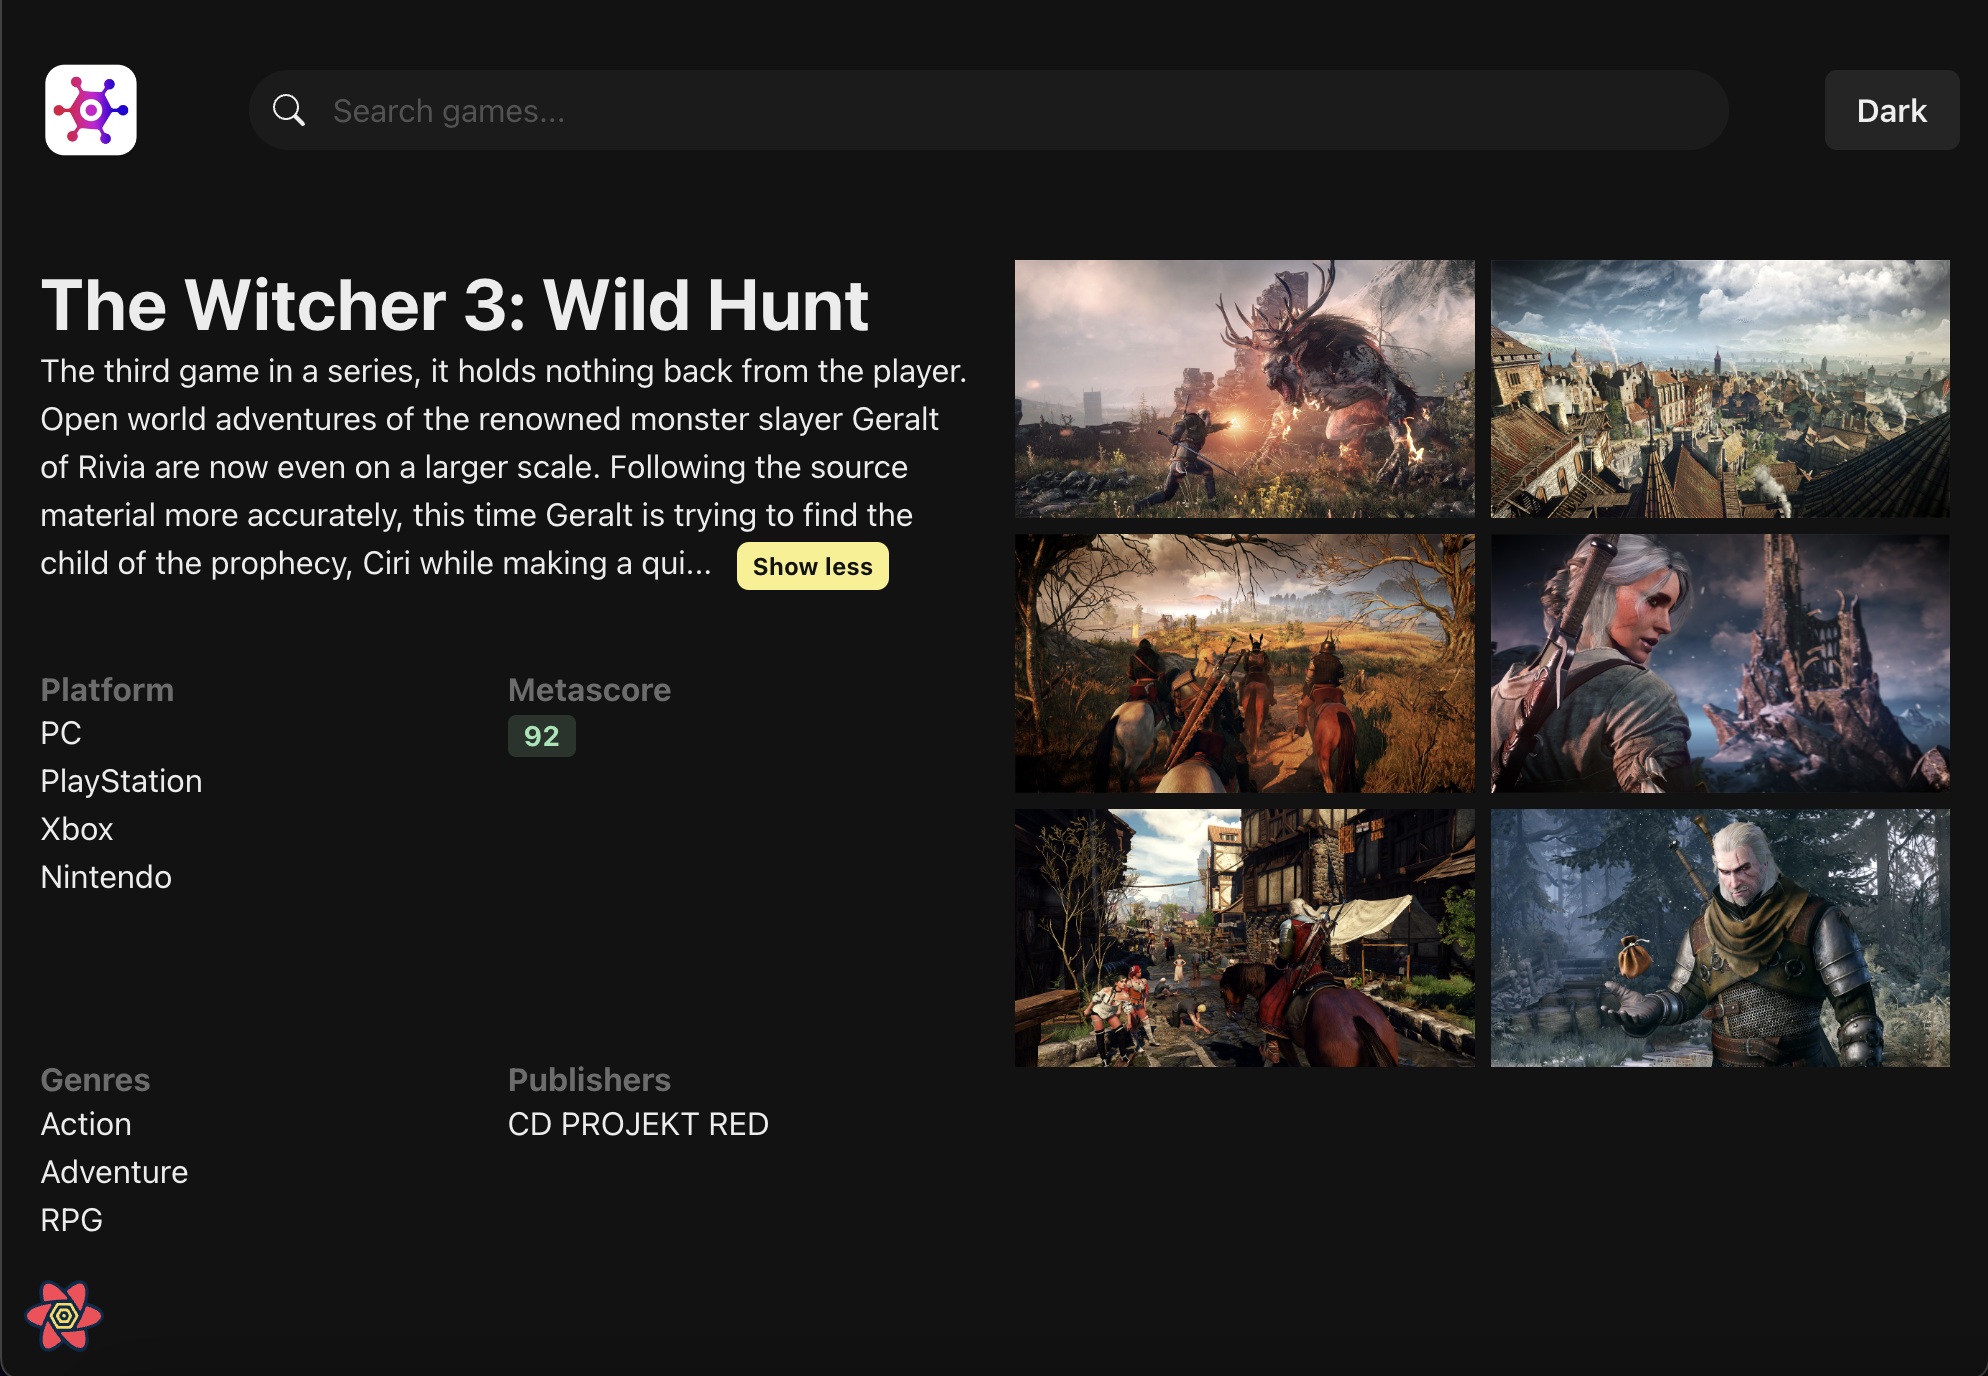 Search games...
Dark
The Witcher 3: Wild Hunt
The third game in a series, it holds nothing back from the player.
Open world adventures of the renowned monster slayer Geralt
of Rivia are now even on a larger scale. Following the source
material more accurately, this time Geralt is trying to find the
child of the prophecy, Ciri while making a qui... Show less
Platform
PC
PlayStation
Xbox
Nintendo
Metascore
92
Genres
Action
Adventure
RPG
Publishers
CD PROJEKT RED